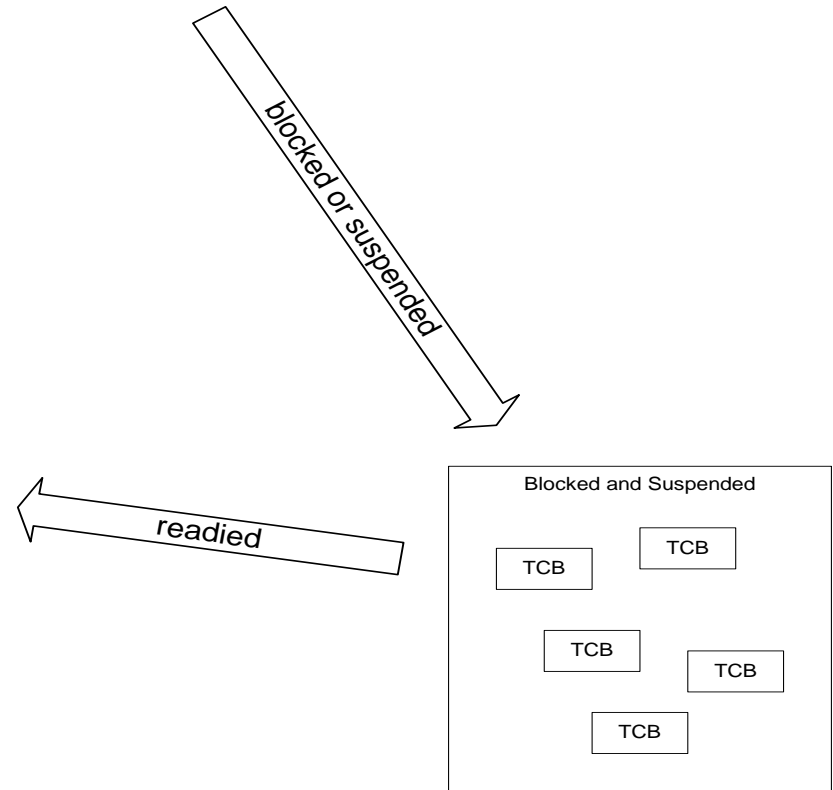 blocked or suspended
readied
Blocked and Suspended
TCB
TCB
TCB
TCB
TCB